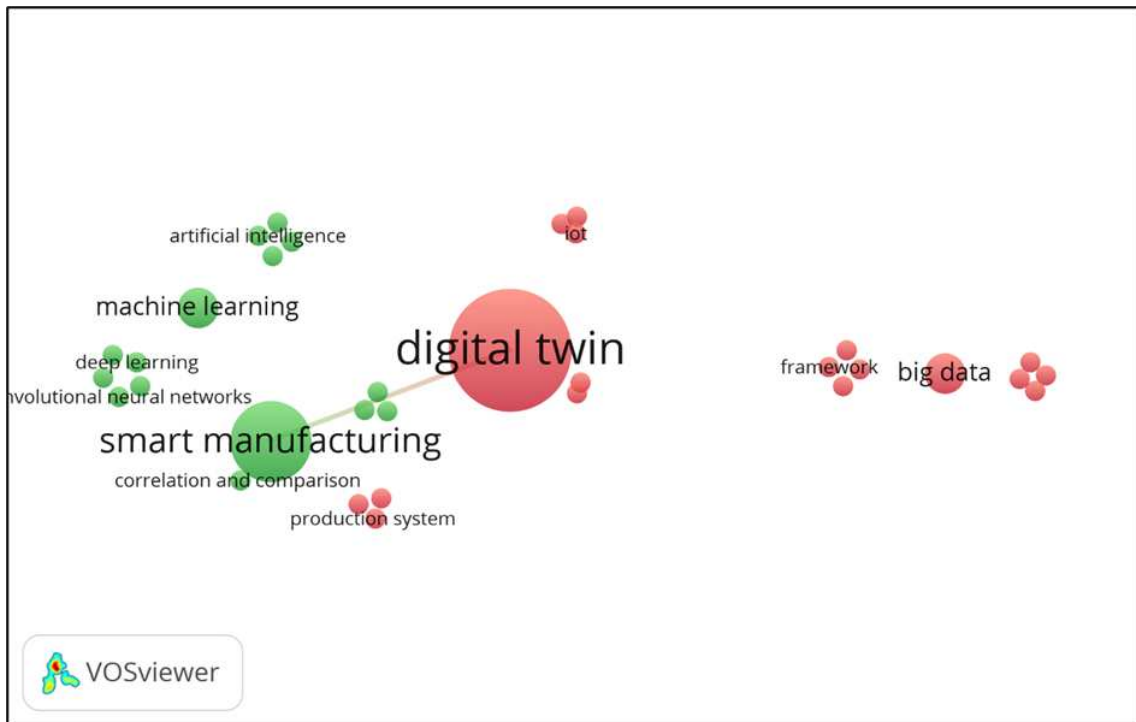 artificial intelligence
iot
machine learning
digital twin
deep learning
framework
big data
nvolutional neural networks
smart manufacturing
correlation and comparison
production system
VOSviewer